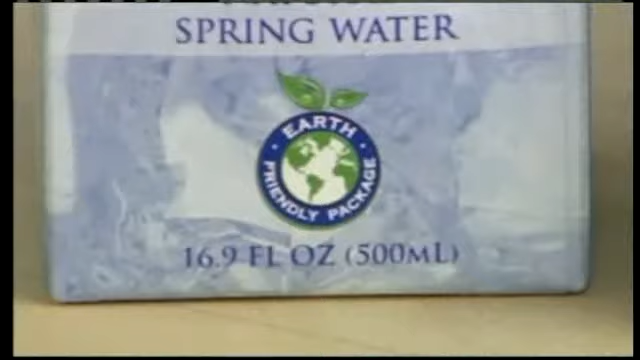 SPRING WATER
EARTH
FRIENDLY PACKAGE
16.9 FL OZ (500ML)